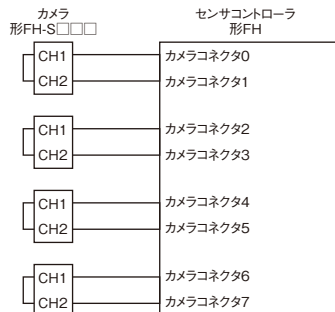 カメラ
形FH-S□□□
センサコントローラ
形FH
CH1
カメラコネクタ0
CH2
カメラコネクタ1
CH1
カメラコネクタ2
CH2
カメラコネクタ3
CH1
カメラコネクタ4
CH2
カメラコネクタ5
CH1
カメラコネクタ6
CH2
カメラコネクタ7